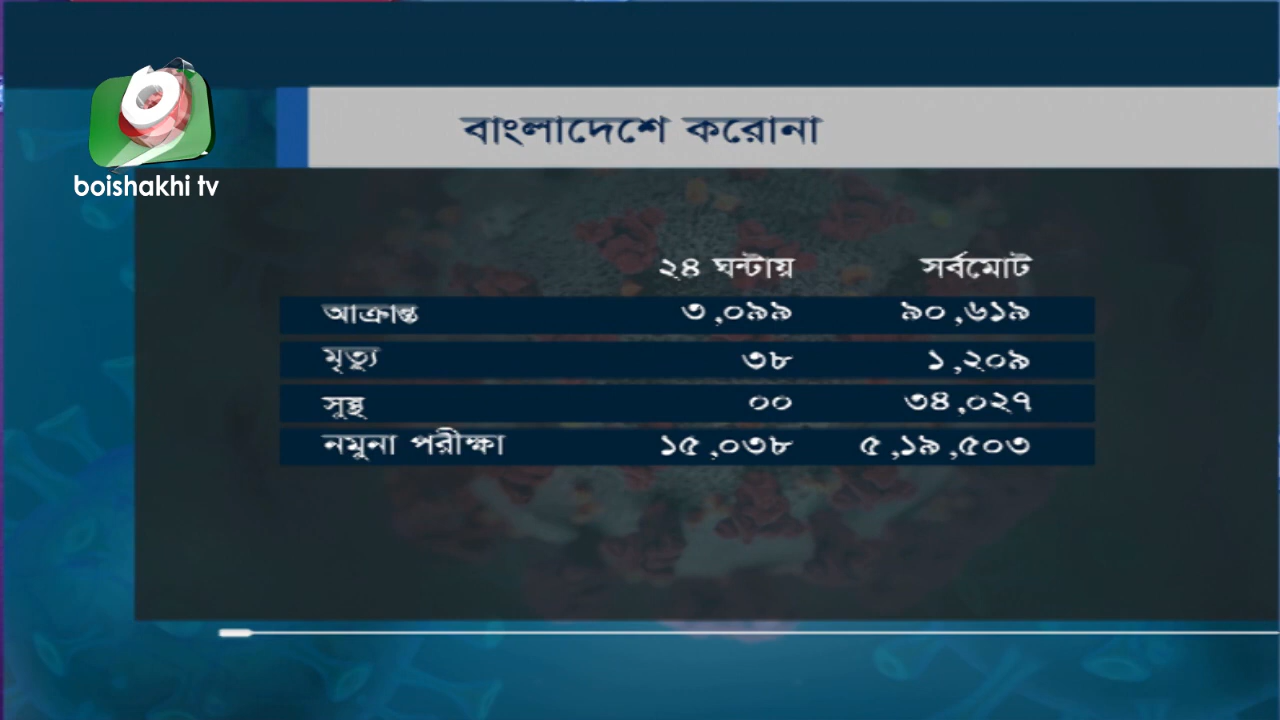 boishakhi tv
বাংলাদেশে করোনা
২৪ ঘন্টায় সর্বমোট
আক্রান্ত ৩,০৯৯ ৯০,৬১৯
মৃত্যু ৩৮ ১,২০৯
সুস্থ ০০ ৩৪,০২৭
নমুনা পরীক্ষা ১৫,০৩৮ ৫,১৯,৫০৩